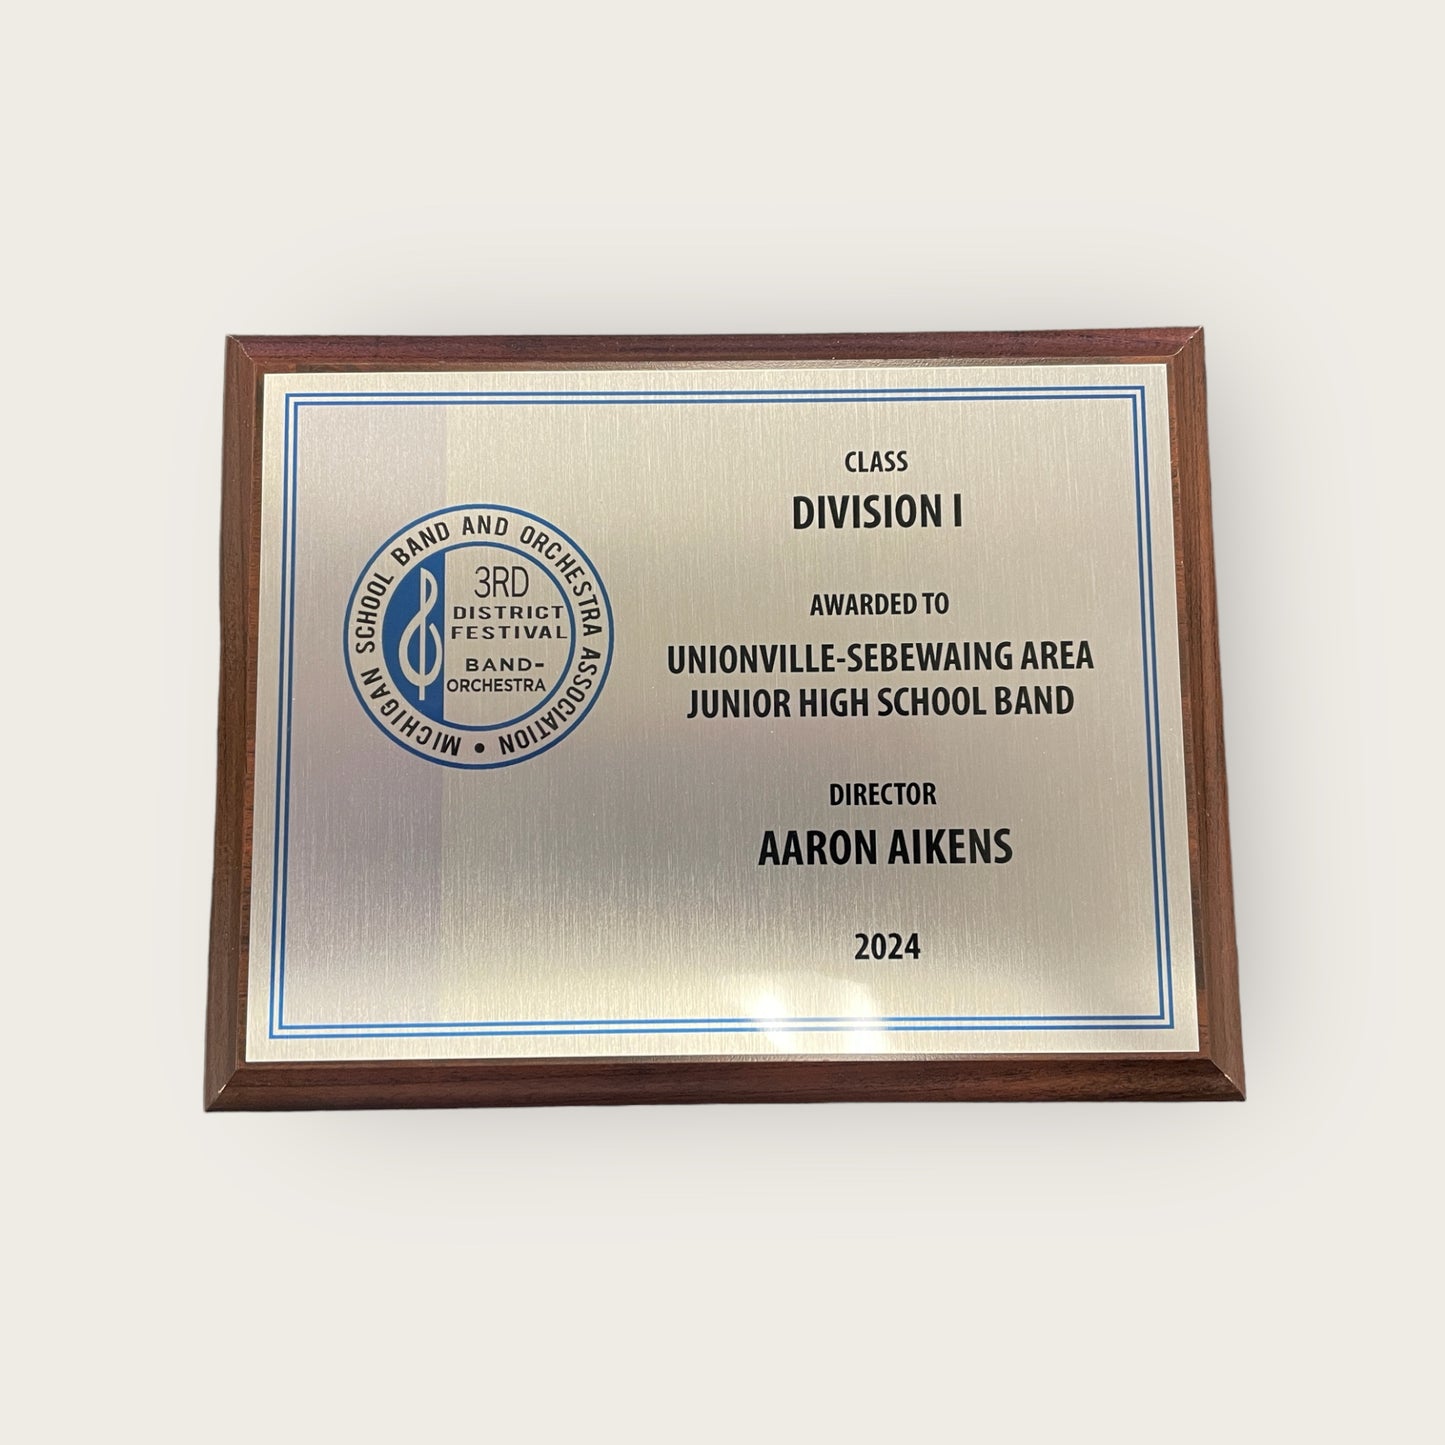 MICHIGAN SCHOOL BAND AND ORCHESTRA ASSOCIATION •
3RD
DISTRICT
FESTIVAL
BAND-
ORCHESTRA
CLASS
DIVISION I
AWARDED TO
UNIONVILLE-SEBEWAING AREA
JUNIOR HIGH SCHOOL BAND
DIRECTOR
AARON AIKENS
2024